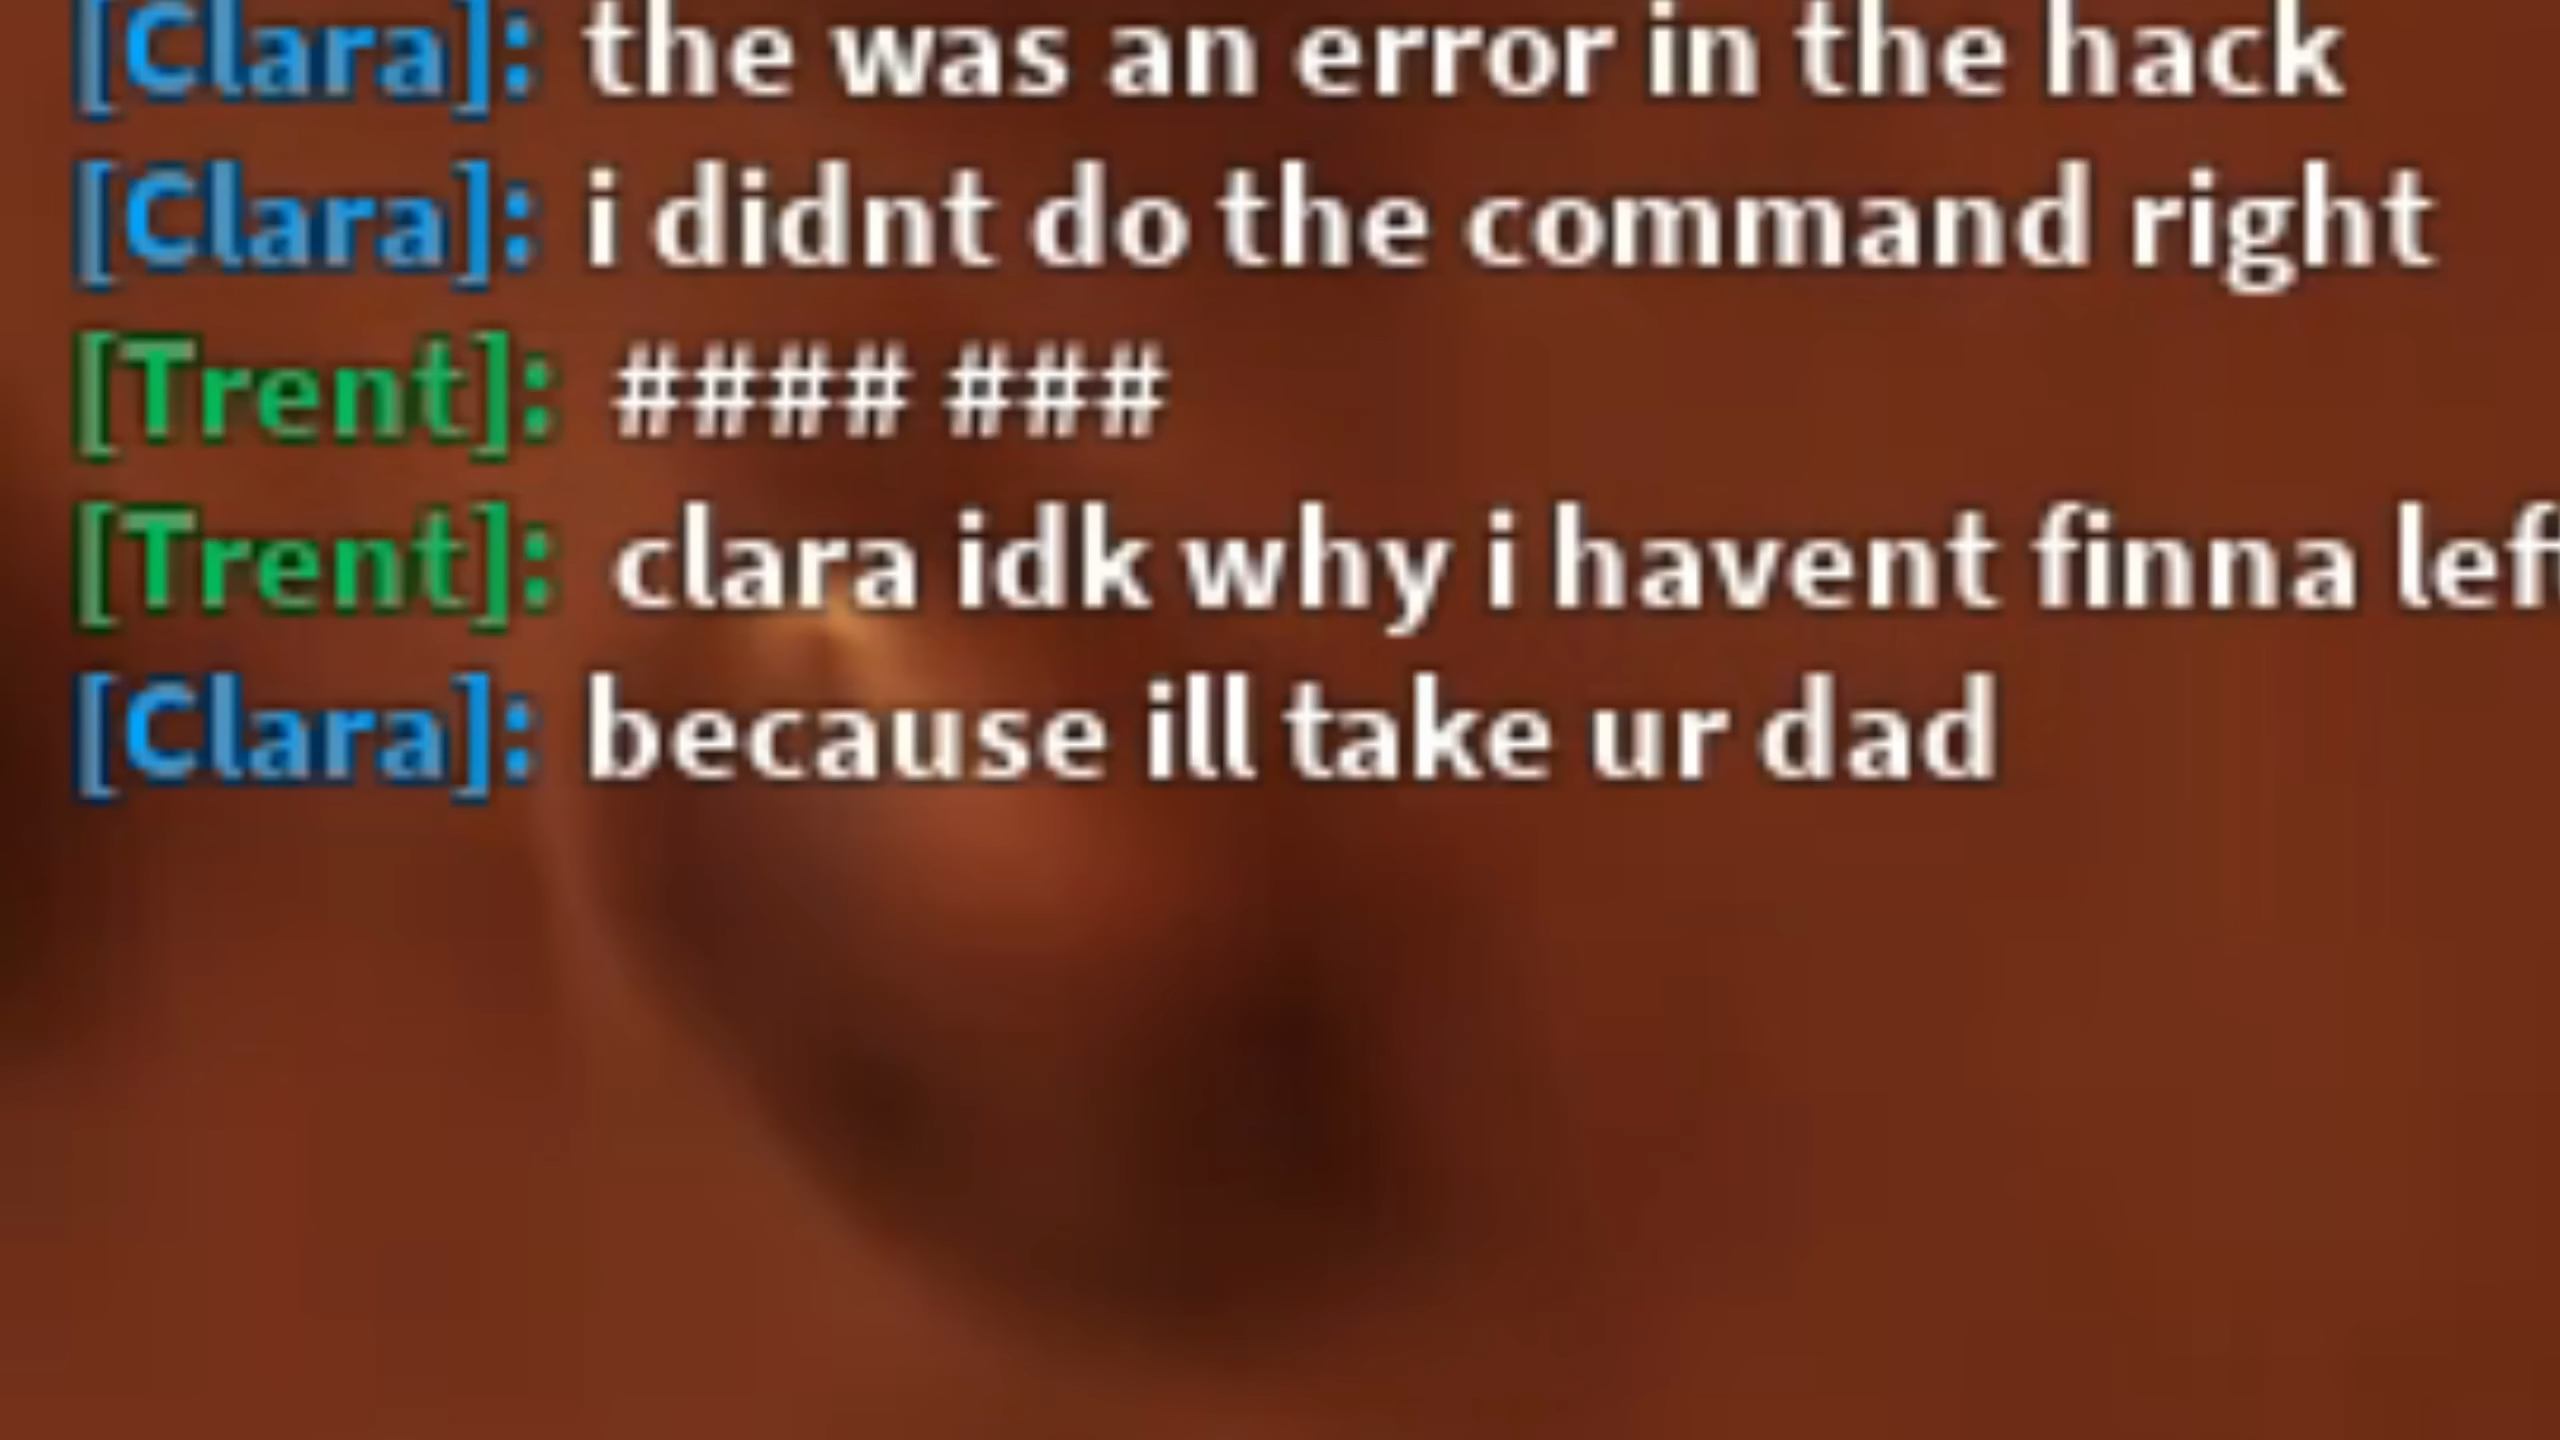 [Clara]: the was an error in the hack
[Clara]: i didnt do the command right
[Trent]: #### ###
[Trent]: clara idk why i havent finna left
[Clara]: because ill take ur dad